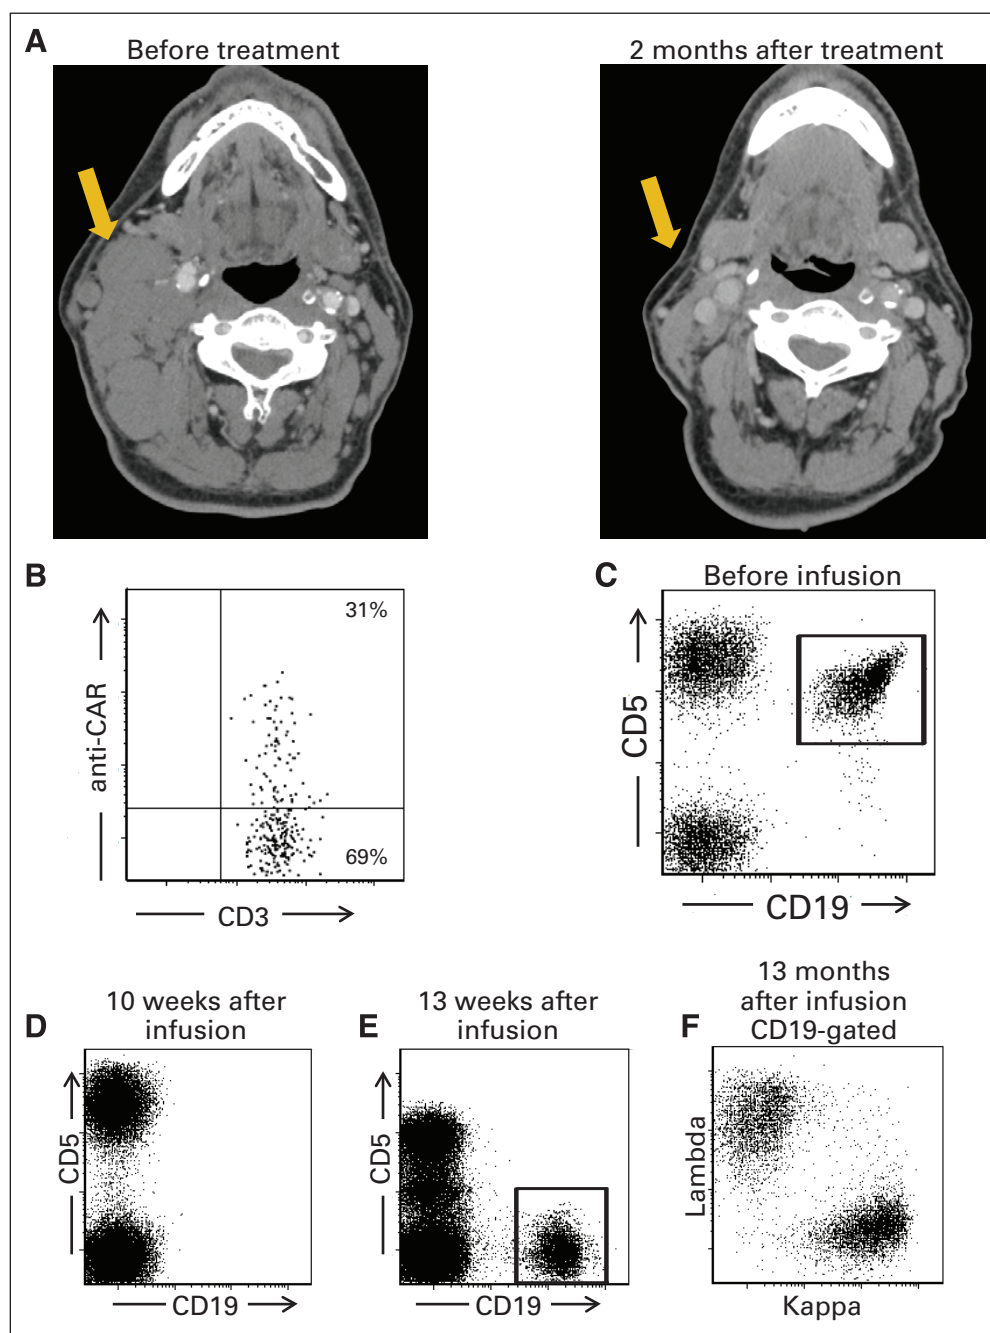 A
Before treatment
2 months after treatment
B
31%
69%
anti-CAR
CD3
C
Before infusion
CD5
CD19
D
10 weeks after
infusion
CD5
CD19
E
13 weeks after
infusion
CD5
CD19
F
13 months
after infusion
CD19-gated
Lambda
Kappa